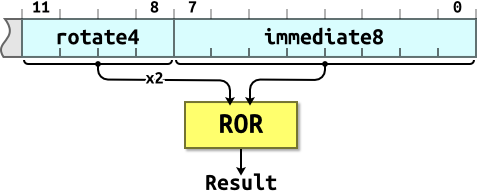 11 8 7 0
rotate4 immediate8
x2
ROR
Result